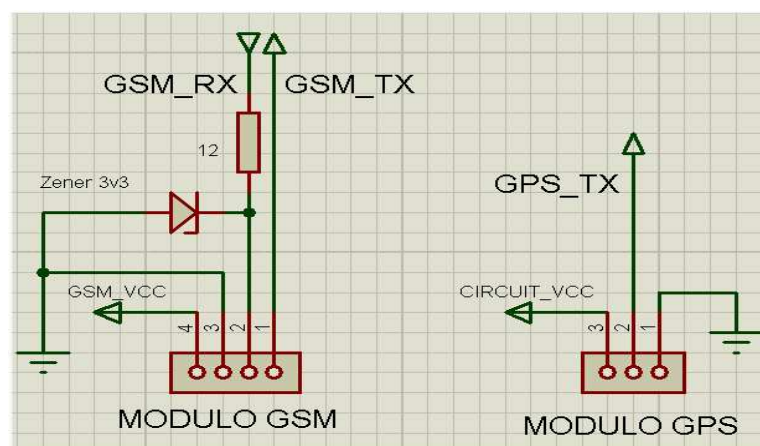 GSM_RX
GSM_TX
12
Zener 3v3
GPS_TX
GSM_VCC
CIRCUIT_VCC
4
3
2
1
3
2
1
MODULO GSM
MODULO GPS